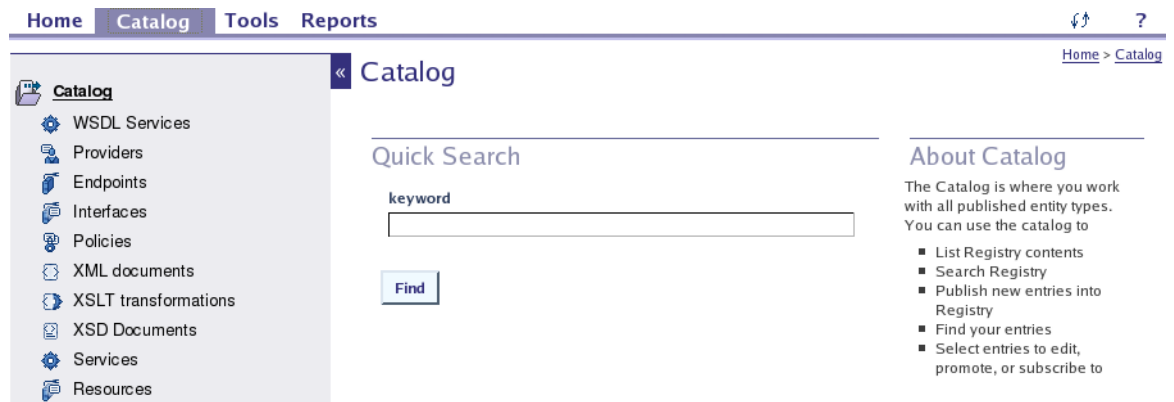 Home Catalog Tools Reports ?
Home > Catalog
Catalog
WSDL Services
Providers
Endpoints
Interfaces
Policies
XML documents
XSLT transformations
XSD Documents
Services
Resources
« Catalog
Quick Search
keyword
Find
About Catalog
The Catalog is where you work
with all published entity types.
You can use the catalog to
List Registry contents
Search Registry
Publish new entries into
Registry
Find your entries
Select entries to edit,
promote, or subscribe to